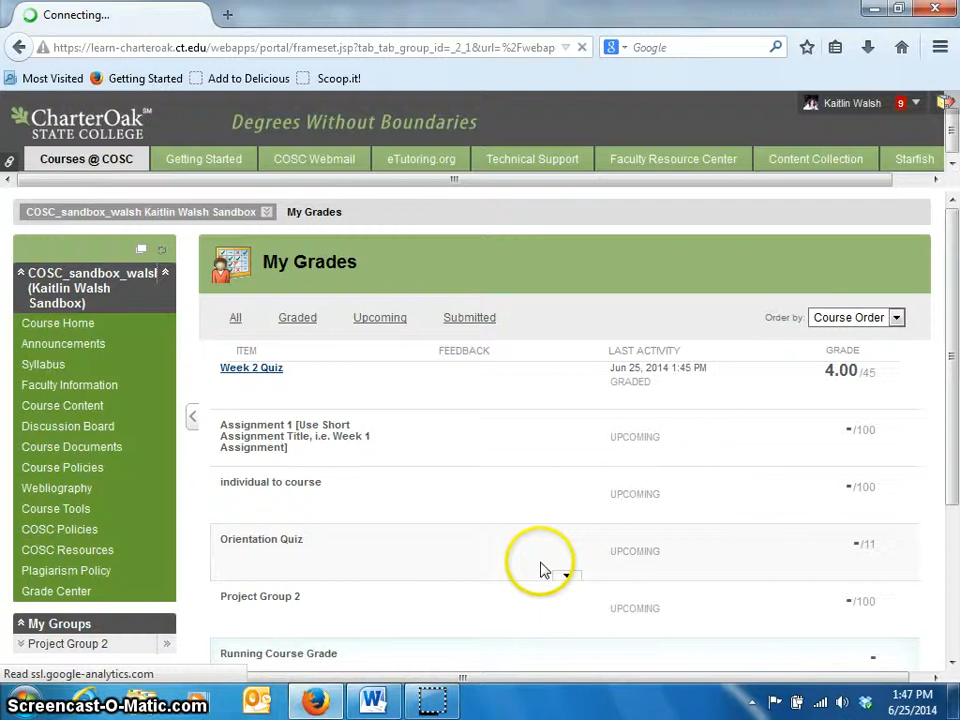 Connecting...
https://learn-charteroak.ct.edu/webapps/portal/frameset.jsp?tab_tab_group_id=_2_1&url=%2Fwebap
Google
Most Visited
Getting Started
Add to Delicious
Scoop.it!
CharterOak SM
STATE COLLEGE
Degrees Without Boundaries
Kaitlin Walsh 9
Courses @ COSC
Getting Started
COSC Webmail
eTutoring.org
Technical Support
Faculty Resource Center
Content Collection
Starfish
COSC_sandbox_walsh Kaitlin Walsh Sandbox
My Grades
COSC_sandbox_walsh
(Kaitlin Walsh
Sandbox)
Course Home
Announcements
Syllabus
Faculty Information
Course Content
Discussion Board
Course Documents
Course Policies
Webliography
Course Tools
COSC Policies
COSC Resources
Plagiarism Policy
Grade Center
My Groups
Project Group 2
My Grades
All
Graded
Upcoming
Submitted
Order by: Course Order
ITEM FEEDBACK LAST ACTIVITY GRADE
Week 2 Quiz Jun 25, 2014 1:45 PM 4.00/45
GRADED
Assignment 1 [Use Short
Assignment Title, i.e. Week 1
Assignment]
UPCOMING -/100
individual to course UPCOMING -/100
Orientation Quiz UPCOMING -/11
Project Group 2 UPCOMING -/100
Running Course Grade -
Read ssl.google-analytics.com
Screencast-O-Matic.com
1:47 PM
6/25/2014